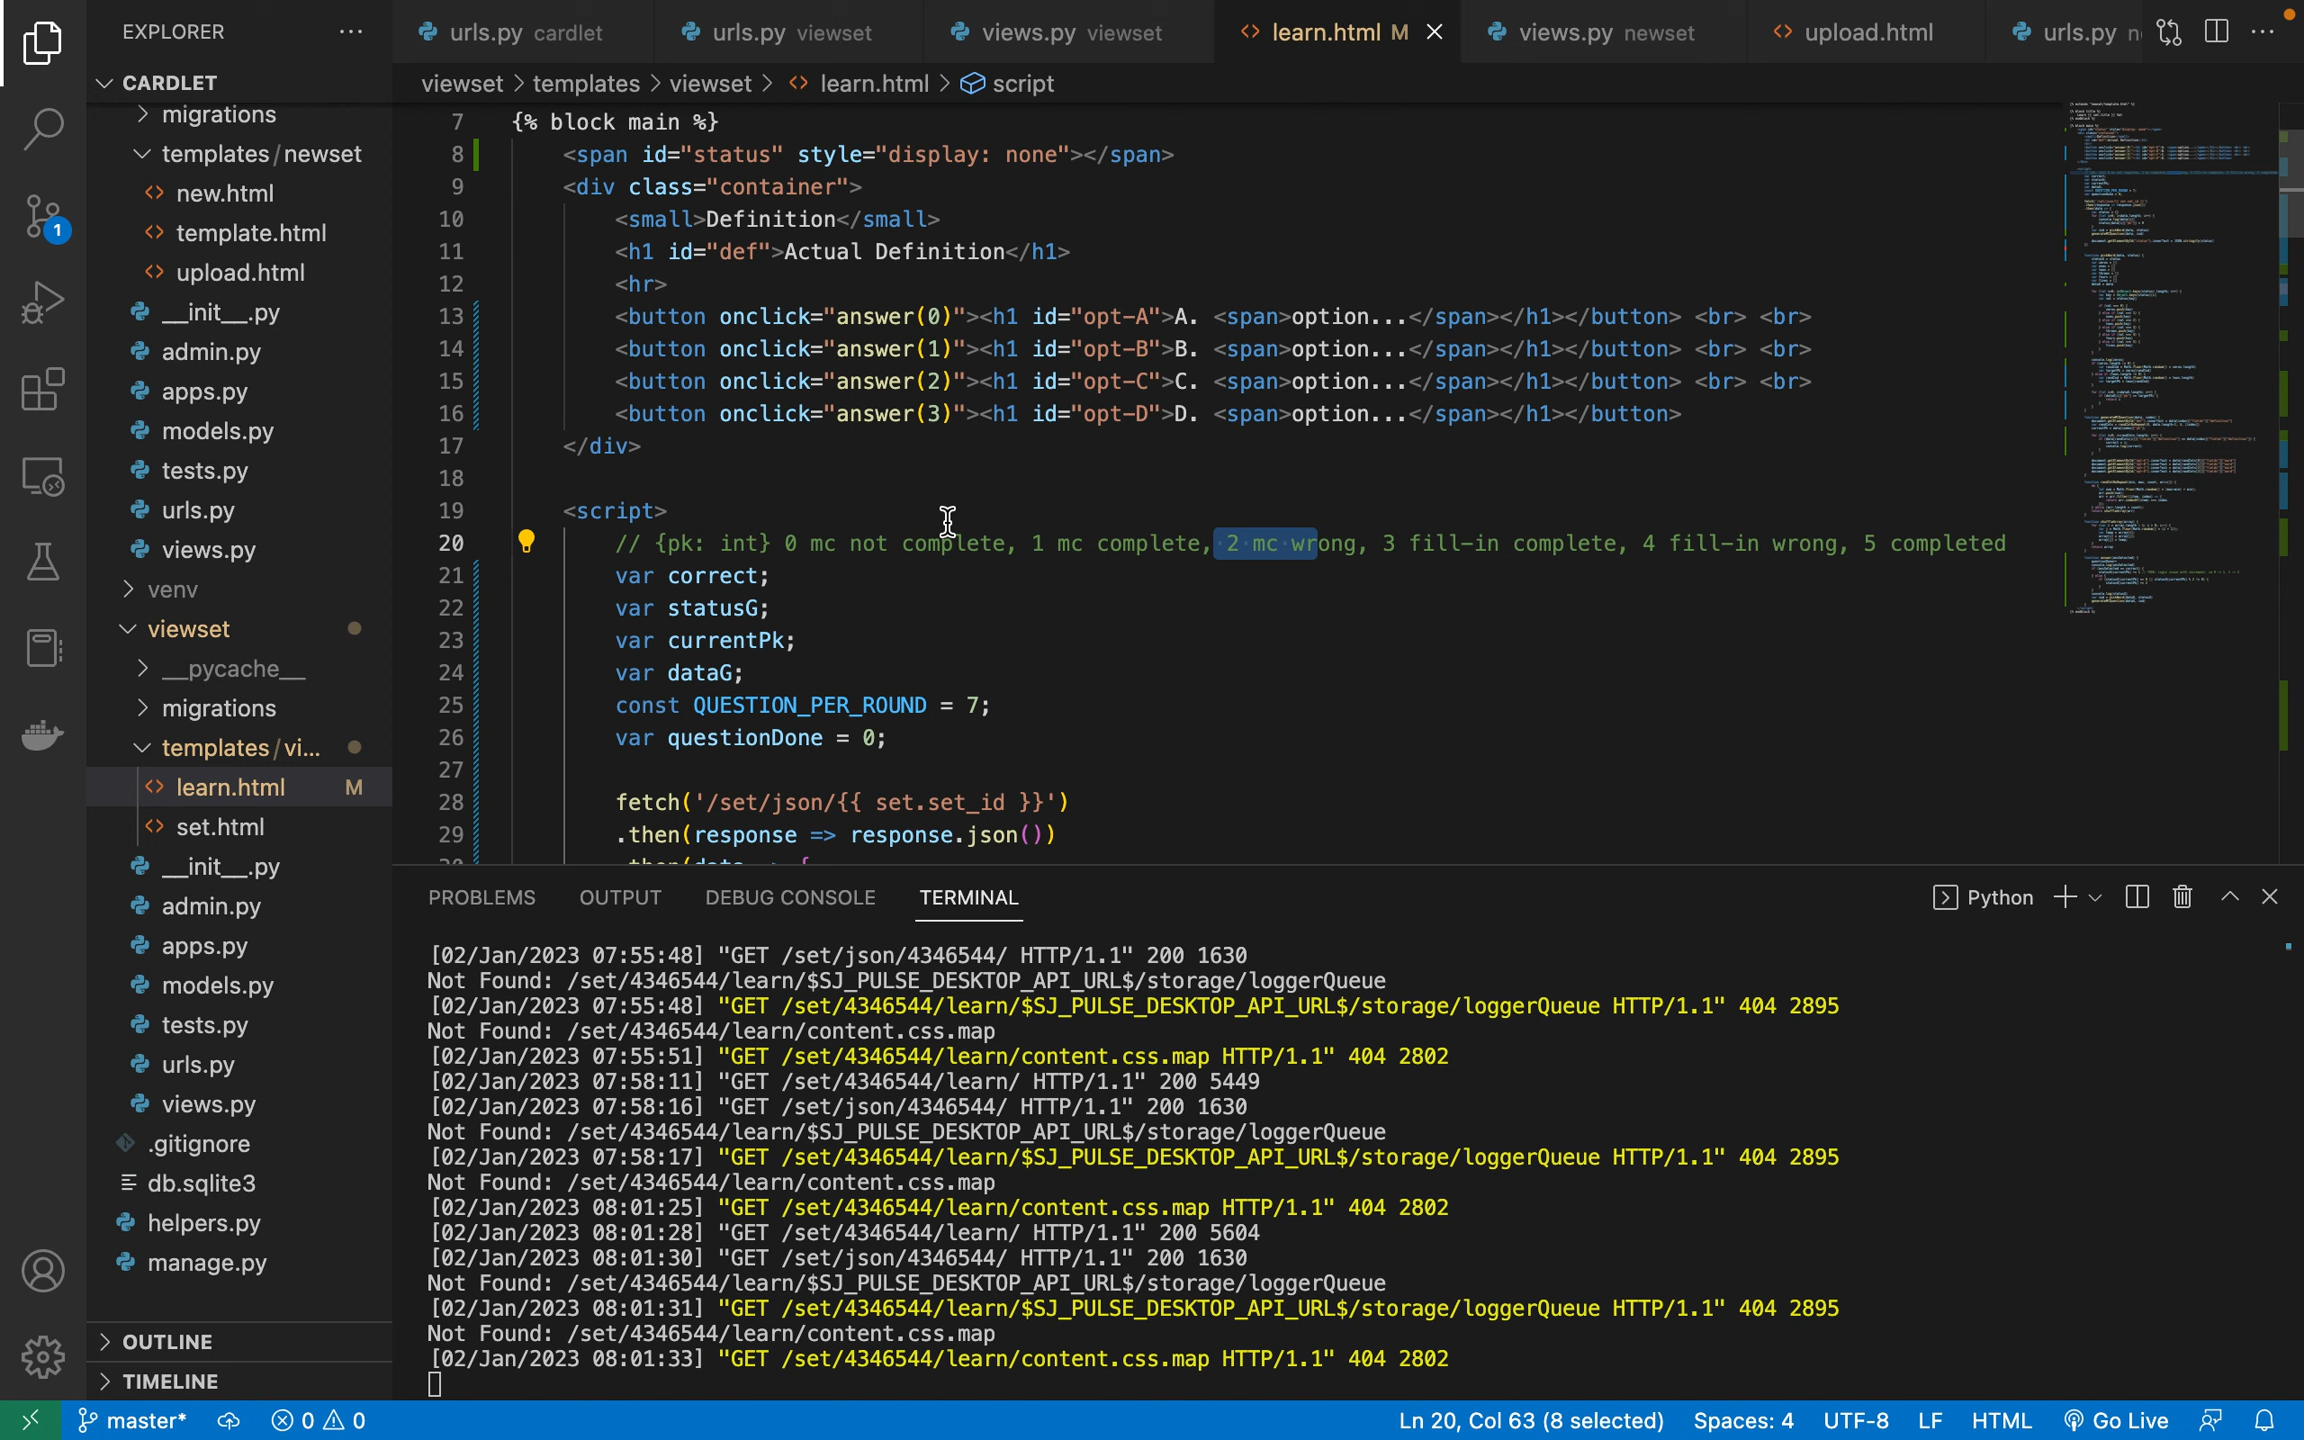 EXPLORER
CARDLET
migrations
templates/newset
new.html
template.html
upload.html
__init__.py
admin.py
apps.py
models.py
tests.py
urls.py
views.py
venv
viewset
__pycache__
migrations
templates/vi...
learn.html M
set.html
__init__.py
admin.py
apps.py
models.py
tests.py
urls.py
views.py
.gitignore
db.sqlite3
helpers.py
manage.py
OUTLINE
TIMELINE
1
urls.py cardlet
urls.py viewset
views.py viewset
learn.html M
views.py newset
upload.html
urls.py n
viewset > templates > viewset > learn.html > script
7 {% block main %}
8 <span id="status" style="display: none"></span>
9 <div class="container">
10 <small>Definition</small>
11 <h1 id="def">Actual Definition</h1>
12 <hr>
13 <button onclick="answer(0)"><h1 id="opt-A">A. <span>option...</span></h1></button> <br> <br>
14 <button onclick="answer(1)"><h1 id="opt-B">B. <span>option...</span></h1></button> <br> <br>
15 <button onclick="answer(2)"><h1 id="opt-C">C. <span>option...</span></h1></button> <br> <br>
16 <button onclick="answer(3)"><h1 id="opt-D">D. <span>option...</span></h1></button>
17 </div>
18
19 <script>
20 // {pk: int} 0 mc not complete, 1 mc complete, 2 mc wrong, 3 fill-in complete, 4 fill-in wrong, 5 completed
21 var correct;
22 var statusG;
23 var currentPk;
24 var dataG;
25 const QUESTION_PER_ROUND = 7;
26 var questionDone = 0;
27
28 fetch('/set/json/{{ set.set_id }}')
29 .then(response => response.json())
PROBLEMS OUTPUT DEBUG CONSOLE TERMINAL
Python
[02/Jan/2023 07:55:48] "GET /set/json/4346544/ HTTP/1.1" 200 1630
Not Found: /set/4346544/learn/$SJ_PULSE_DESKTOP_API_URL$/storage/loggerQueue
[02/Jan/2023 07:55:48] "GET /set/4346544/learn/$SJ_PULSE_DESKTOP_API_URL$/storage/loggerQueue HTTP/1.1" 404 2895
Not Found: /set/4346544/learn/content.css.map
[02/Jan/2023 07:55:51] "GET /set/4346544/learn/content.css.map HTTP/1.1" 404 2802
[02/Jan/2023 07:58:11] "GET /set/4346544/learn/ HTTP/1.1" 200 5449
[02/Jan/2023 07:58:16] "GET /set/json/4346544/ HTTP/1.1" 200 1630
Not Found: /set/4346544/learn/$SJ_PULSE_DESKTOP_API_URL$/storage/loggerQueue
[02/Jan/2023 07:58:17] "GET /set/4346544/learn/$SJ_PULSE_DESKTOP_API_URL$/storage/loggerQueue HTTP/1.1" 404 2895
Not Found: /set/4346544/learn/content.css.map
[02/Jan/2023 08:01:25] "GET /set/4346544/learn/content.css.map HTTP/1.1" 404 2802
[02/Jan/2023 08:01:28] "GET /set/4346544/learn/ HTTP/1.1" 200 5604
[02/Jan/2023 08:01:30] "GET /set/json/4346544/ HTTP/1.1" 200 1630
Not Found: /set/4346544/learn/$SJ_PULSE_DESKTOP_API_URL$/storage/loggerQueue
[02/Jan/2023 08:01:31] "GET /set/4346544/learn/$SJ_PULSE_DESKTOP_API_URL$/storage/loggerQueue HTTP/1.1" 404 2895
Not Found: /set/4346544/learn/content.css.map
[02/Jan/2023 08:01:33] "GET /set/4346544/learn/content.css.map HTTP/1.1" 404 2802
master* 0 0 Ln 20, Col 63 (8 selected) Spaces: 4 UTF-8 LF HTML Go Live